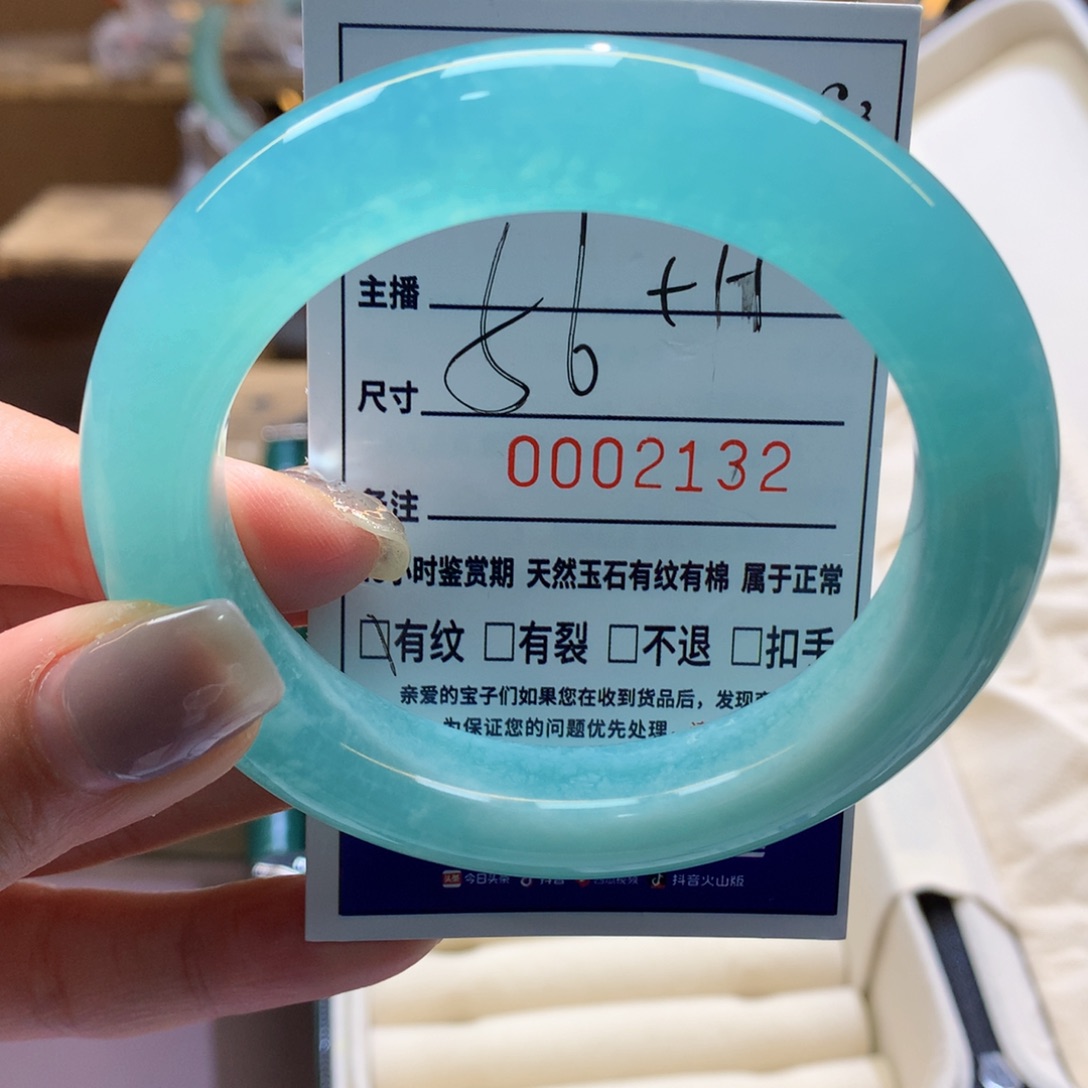 主播
56 +H
尺寸
0002132
备注
小时鉴赏期 天然玉石有纹有棉 属于正常
□有纹 □有裂 □不退 □扣手
亲爱的宝子们如果您在收到货品后，发现
为保证您的问题优先处理，
今日头条 抖音 抖音火山版